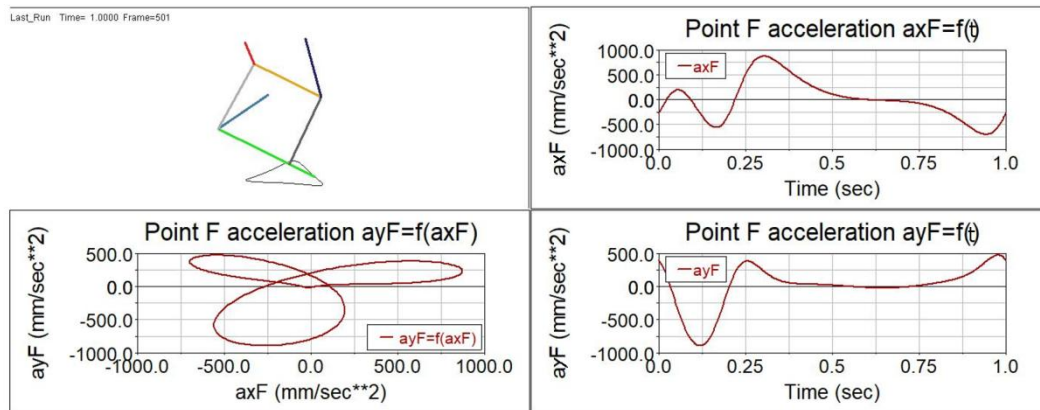 Last_Run Time= 1.0000 Frame=501
Point F acceleration axF=f(t)
axF
axF (mm/sec**2)
1000.0
500.0
0.0
-500.0
-1000.0
0.0 0.25 0.5 0.75 1.0
Time (sec)
Point F acceleration ayF=f(axF)
ayF=f(axF)
ayF (mm/sec**2)
500.0
0.0
-500.0
-1000.0
-1000.0 -500.0 0.0 500.0 1000.0
axF (mm/sec**2)
Point F acceleration ayF=f(t)
ayF
ayF (mm/sec**2)
500.0
0.0
-500.0
-1000.0
0.0 0.25 0.5 0.75 1.0
Time (sec)